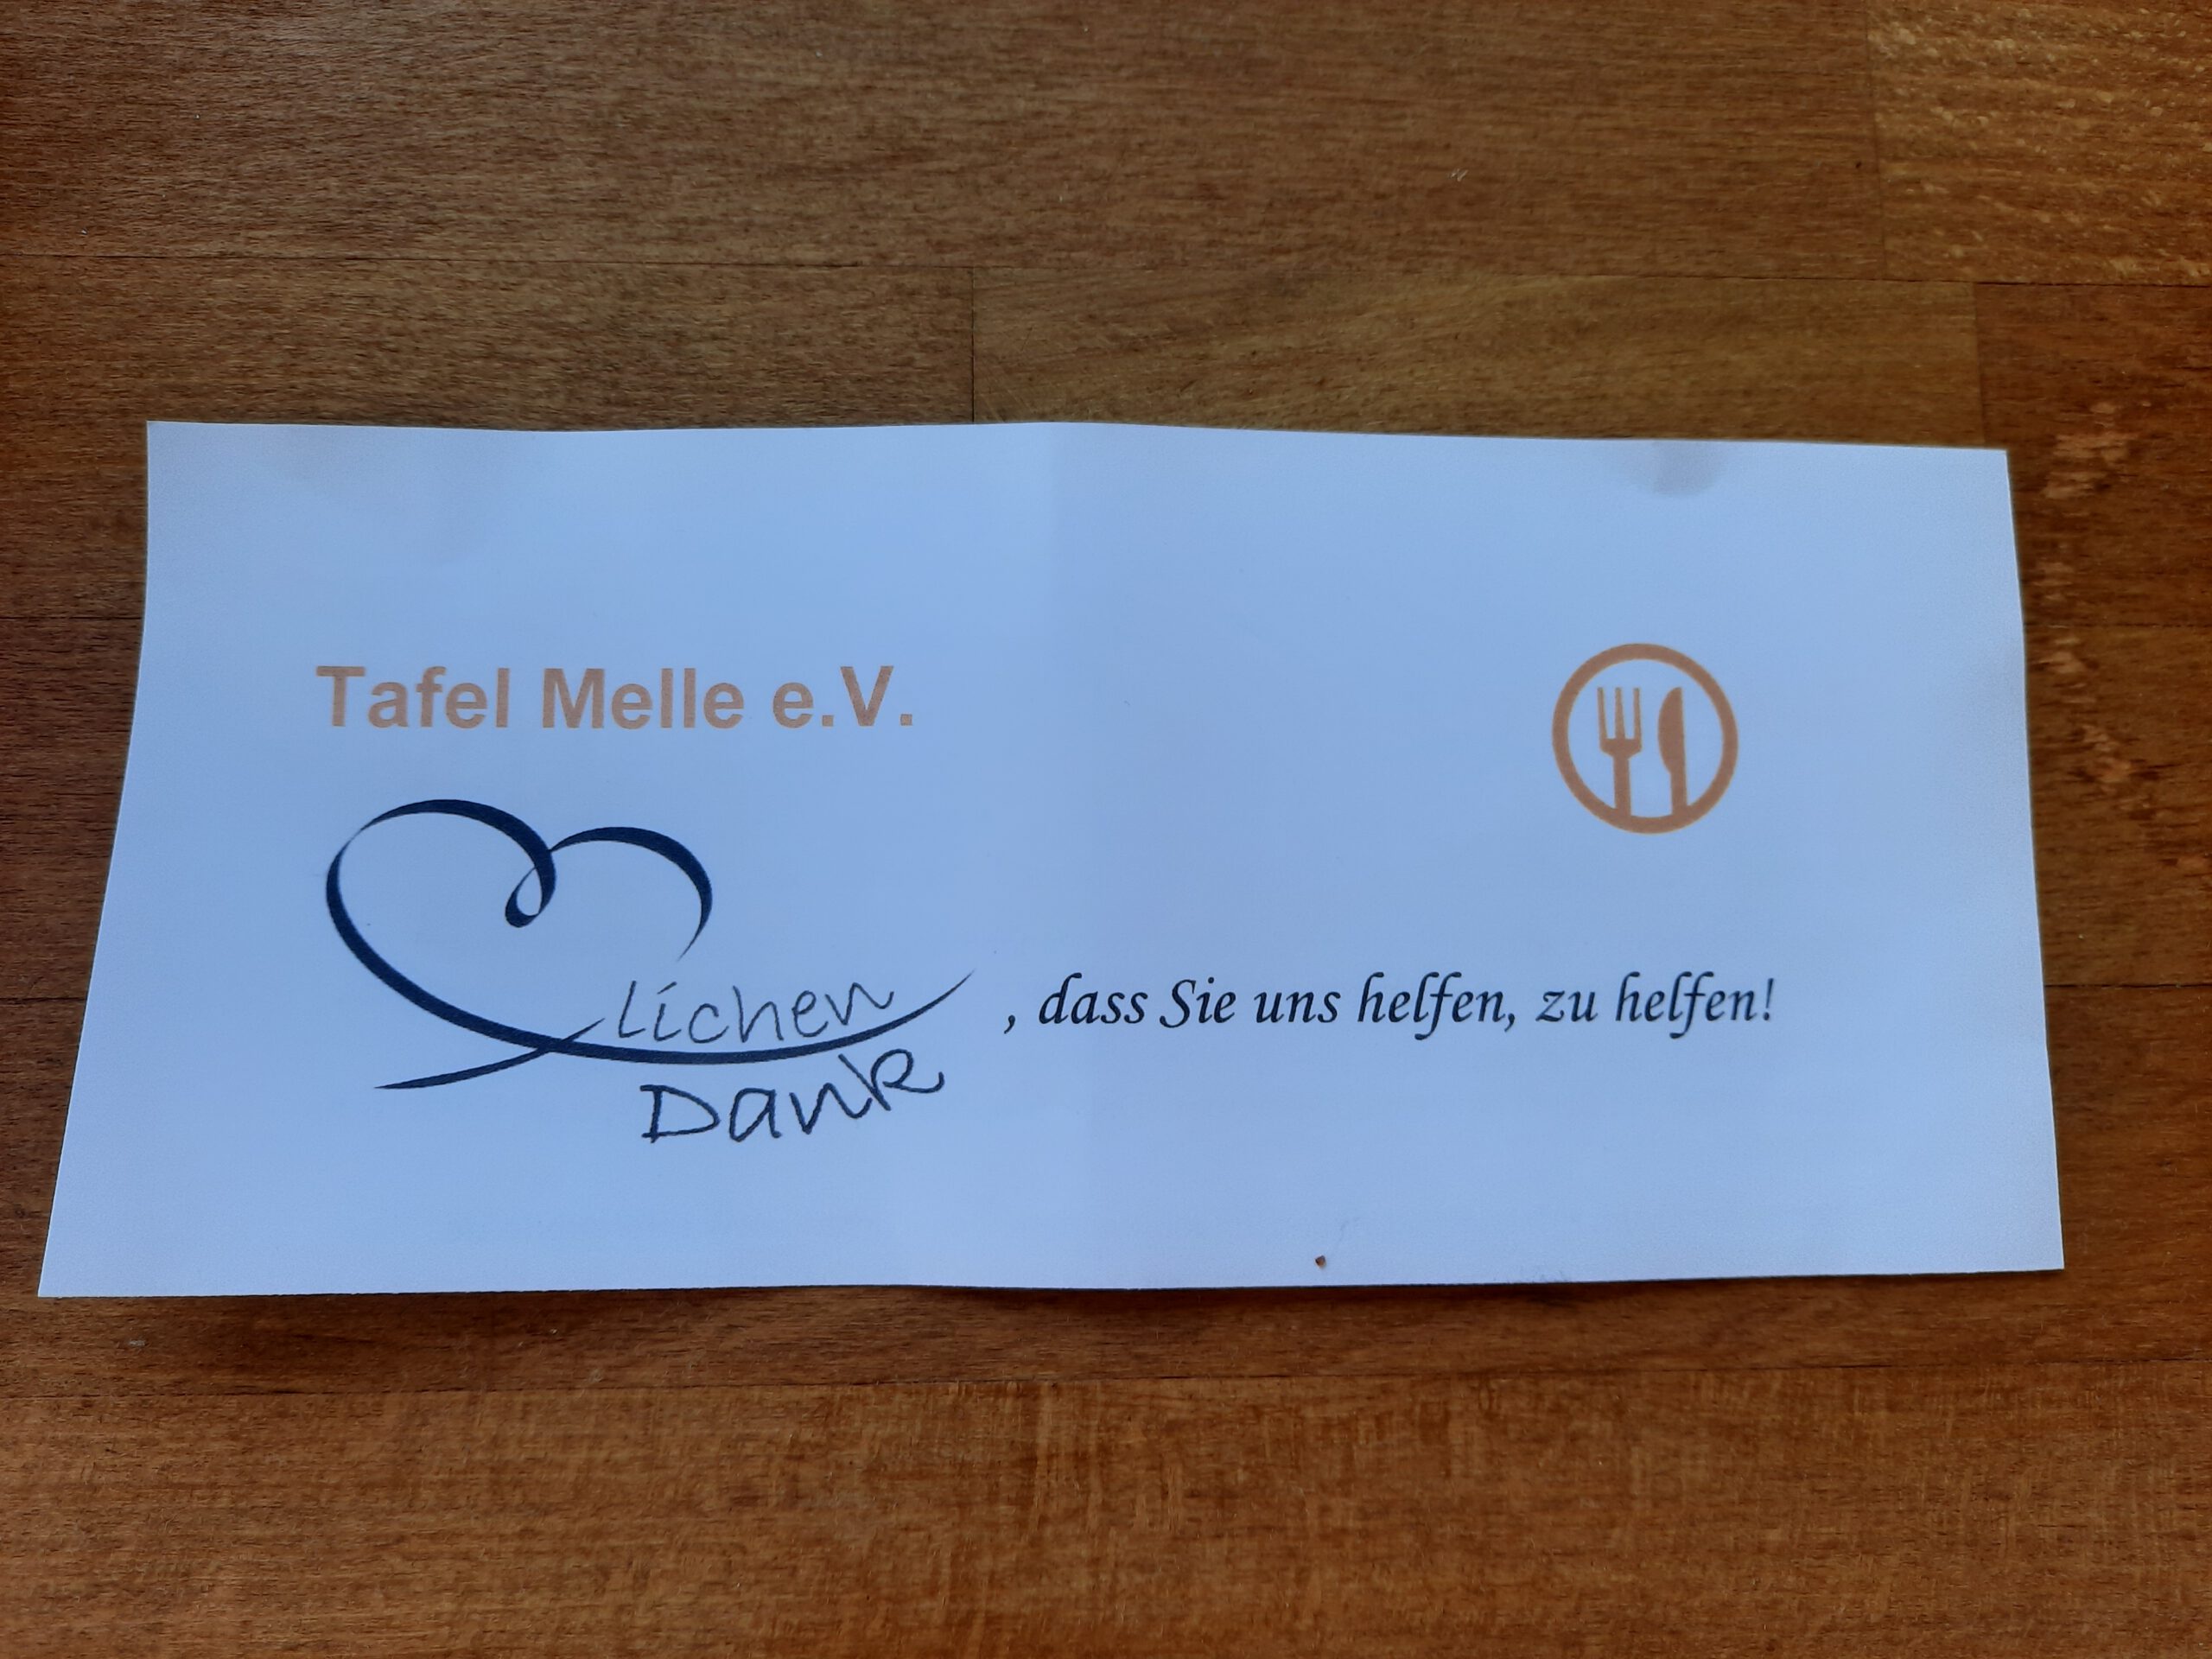 Tafel Melle e.V.
lichen
Dank
, dass Sie uns helfen, zu helfen!